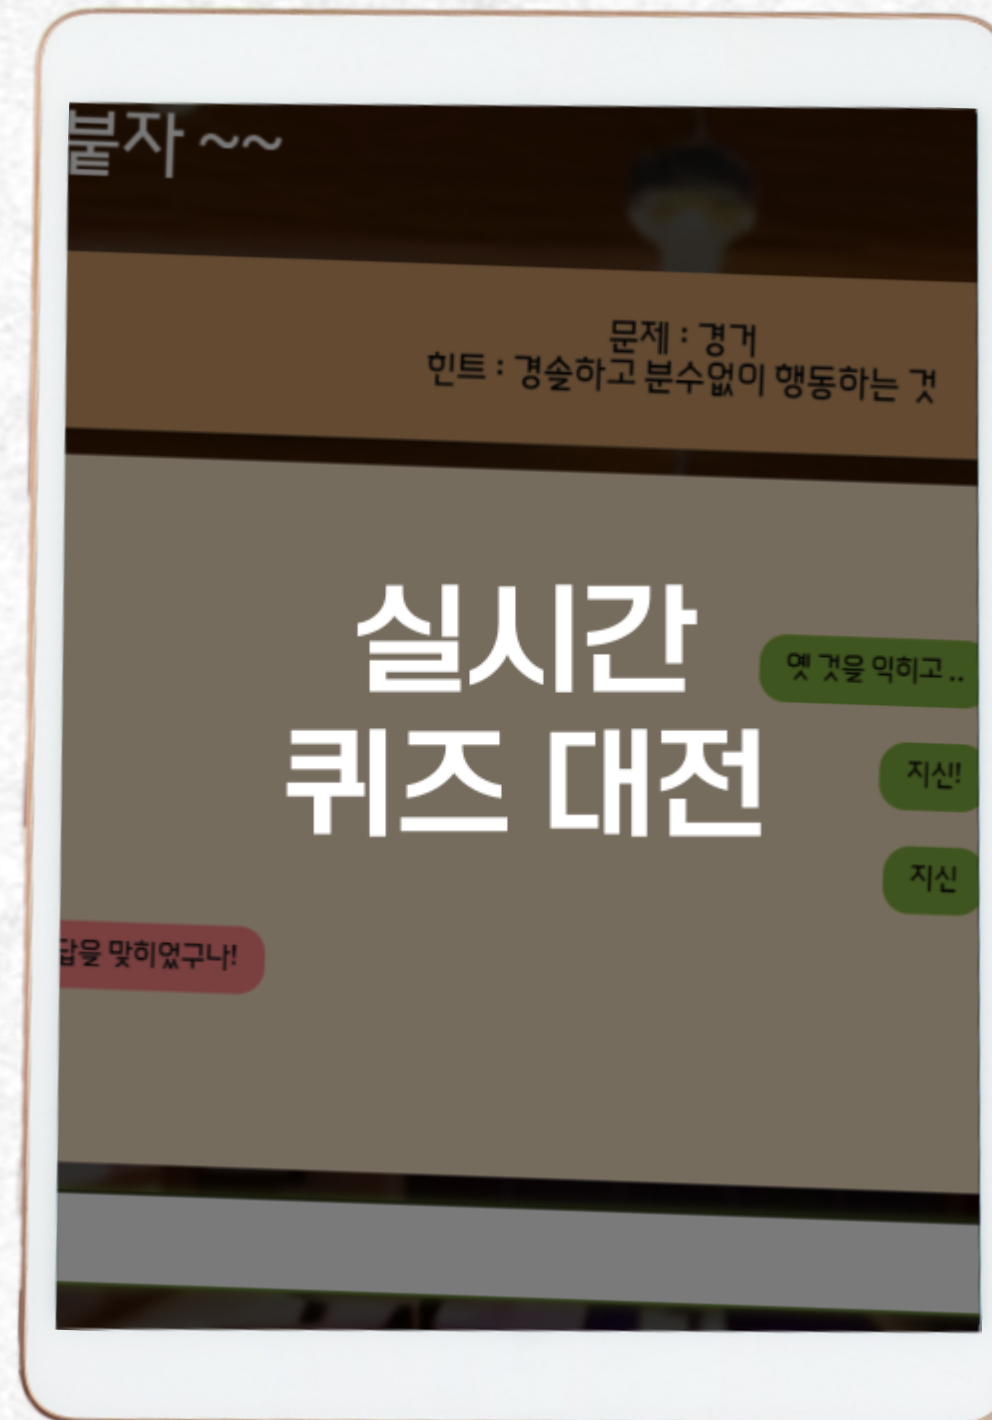 붙자 ~~
문제 : 경거
힌트 : 경솔하고 분수없이 행동하는 것
실시간
퀴즈 대전
옛 것을 익히고 ..
지신!
지신
답을 맞히었구나!